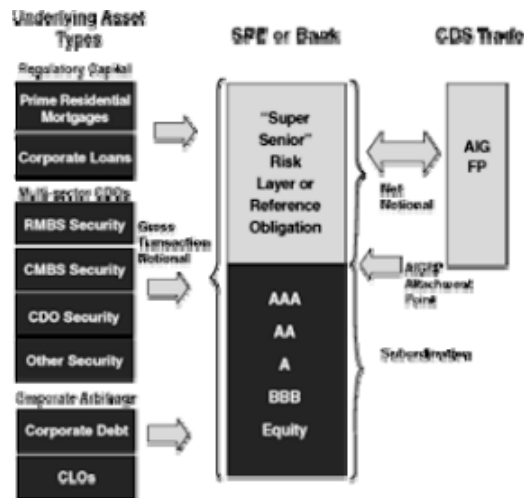 Underlying Asset
Types
Regulatory Capital
Prime Residential
Mortgages
Corporate Loans
Multi-sector CDOs
RMBS Security
CMBS Security
CDO Security
Other Security
Corporate Arbitrage
Corporate Debt
CLOs
Gross
Transaction
Notional
SPE or Bank
"Super
Senior"
Risk
Layer or
Reference
Obligation
AAA
AA
A
BBB
Equity
CDS Trade
AIG
FP
Net
Notional
AIGFP
Attachment
Point
Subordination